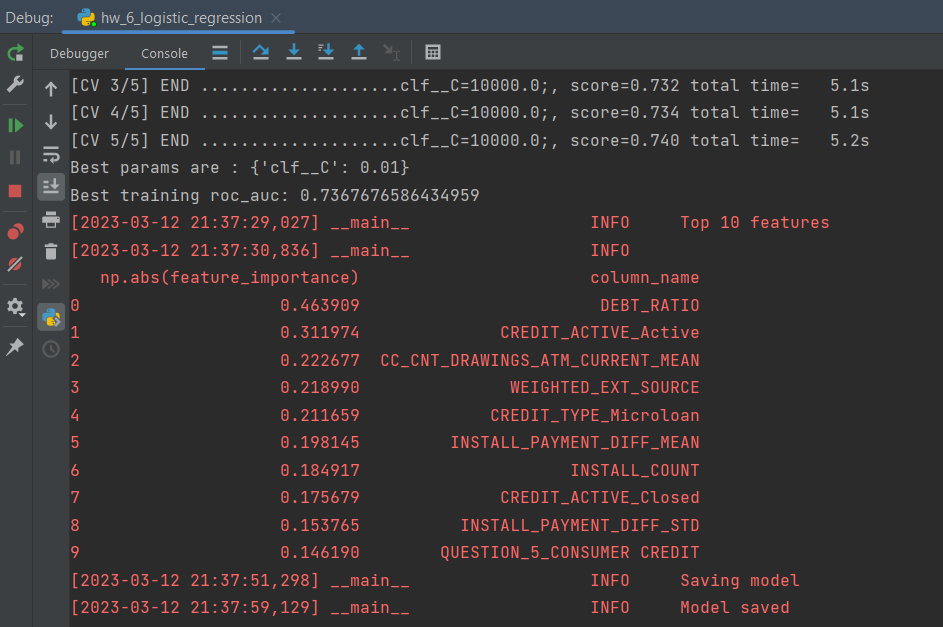 Debug: hw_6_logistic_regression
Debugger Console
[CV 3/5] END ....................clf__C=10000.0;, score=0.732 total time=   5.1s
[CV 4/5] END ....................clf__C=10000.0;, score=0.734 total time=   5.1s
[CV 5/5] END ....................clf__C=10000.0;, score=0.740 total time=   5.2s
Best params are : {'clf__C': 0.01}
Best training roc_auc: 0.7367676586434959
[2023-03-12 21:37:29,027] __main__                  INFO     Top 10 features
[2023-03-12 21:37:30,836] __main__                  INFO
   np.abs(feature_importance)                       column_name
0                    0.463909                        DEBT_RATIO
1                    0.311974              CREDIT_ACTIVE_Active
2                    0.222677  CC_CNT_DRAWINGS_ATM_CURRENT_MEAN
3                    0.218990               WEIGHTED_EXT_SOURCE
4                    0.211659             CREDIT_TYPE_Microloan
5                    0.198145         INSTALL_PAYMENT_DIFF_MEAN
6                    0.184917                     INSTALL_COUNT
7                    0.175679              CREDIT_ACTIVE_Closed
8                    0.153765          INSTALL_PAYMENT_DIFF_STD
9                    0.146190        QUESTION_5_CONSUMER CREDIT
[2023-03-12 21:37:51,298] __main__                  INFO     Saving model
[2023-03-12 21:37:59,129] __main__                  INFO     Model saved